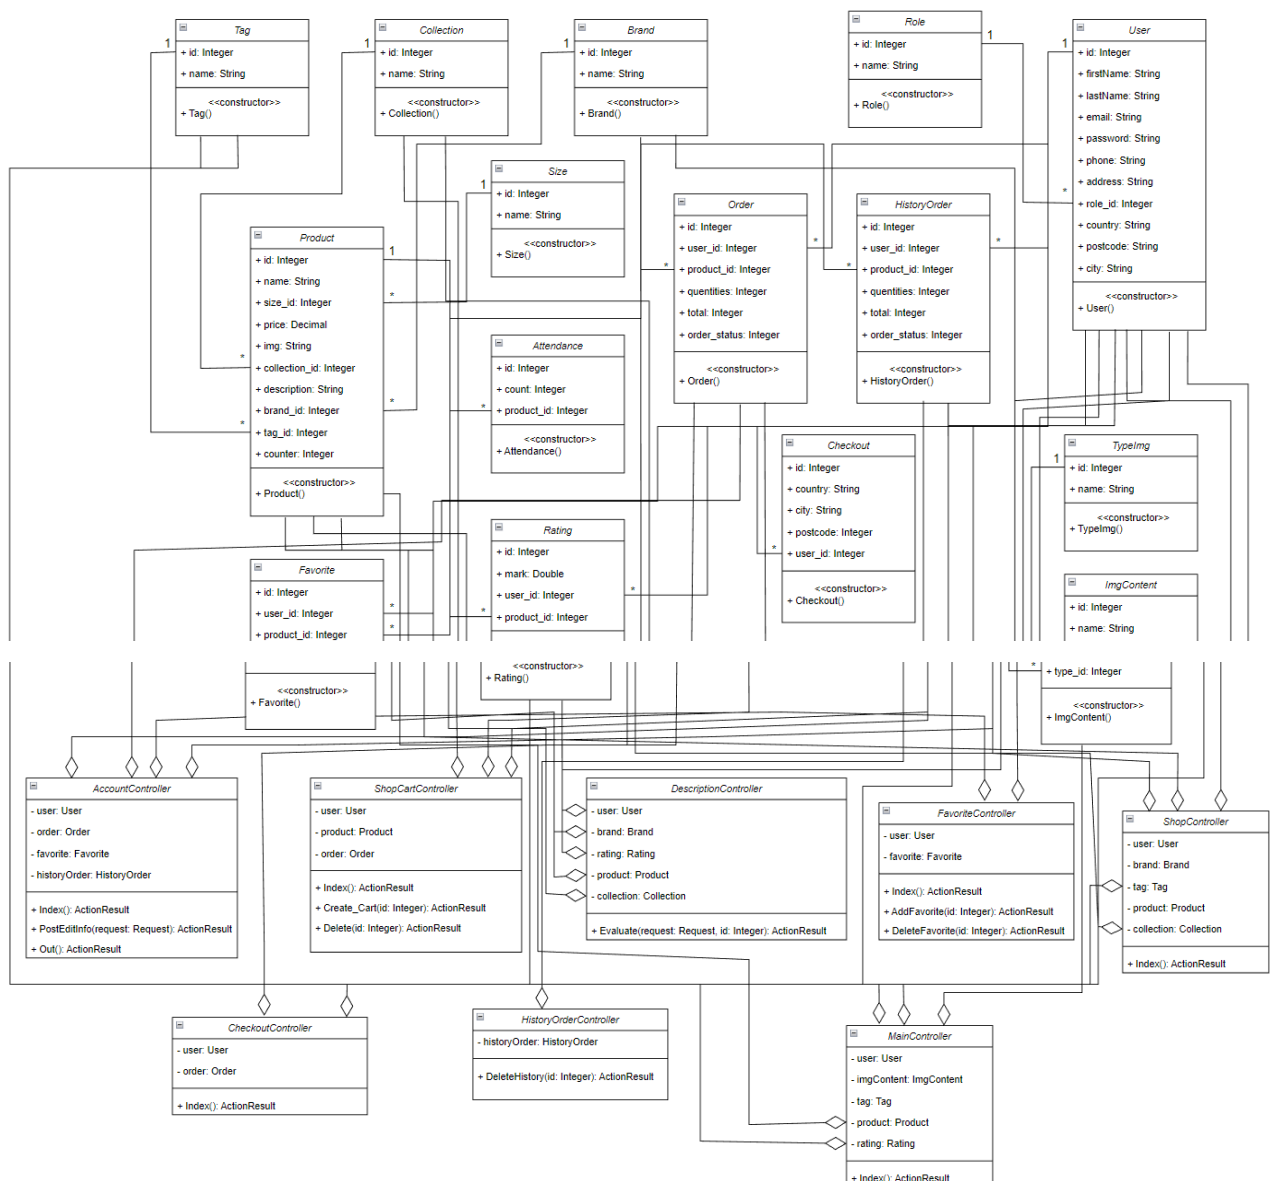 Tag
1
+ id: Integer
+ name: String
<<constructor>>
+ Tag()
Collection
1
+ id: Integer
+ name: String
<<constructor>>
+ Collection()
Brand
1
+ id: Integer
+ name: String
<<constructor>>
+ Brand()
Role
1
+ id: Integer
+ name: String
<<constructor>>
+ Role()
User
1
+ id: Integer
+ firstName: String
+ lastName: String
+ email: String
+ password: String
+ phone: String
+ address: String
*
+ role_id: Integer
+ country: String
+ postcode: String
+ city: String
<<constructor>>
+ User()
Size
1
+ id: Integer
+ name: String
<<constructor>>
+ Size()
Order
+ id: Integer
+ user_id: Integer
*
*
+ product_id: Integer
+ quentities: Integer
+ total: Integer
+ order_status: Integer
<<constructor>>
+ Order()
HistoryOrder
+ id: Integer
+ user_id: Integer
*
*
+ product_id: Integer
+ quentities: Integer
+ total: Integer
+ order_status: Integer
<<constructor>>
+ HistoryOrder()
Product
1
+ id: Integer
+ name: String
+ size_id: Integer
*
+ price: Decimal
+ img: String
*
+ collection_id: Integer
+ description: String
+ brand_id: Integer
*
*
+ tag_id: Integer
+ counter: Integer
<<constructor>>
+ Product()
Attendance
+ id: Integer
+ count: Integer
*
+ product_id: Integer
<<constructor>>
+ Attendance()
Checkout
+ id: Integer
+ country: String
+ city: String
+ postcode: Integer
*
+ user_id: Integer
<<constructor>>
+ Checkout()
TypeImg
1
+ id: Integer
+ name: String
<<constructor>>
+ TypeImg()
Rating
+ id: Integer
+ mark: Double
+ user_id: Integer
*
*
+ product_id: Integer
Favorite
+ id: Integer
+ user_id: Integer
*
+ product_id: Integer
*
ImgContent
+ id: Integer
+ name: String
<<constructor>>
+ Rating()
<<constructor>>
+ Favorite()
*
+ type_id: Integer
<<constructor>>
+ ImgContent()
AccountController
- user: User
- order: Order
- favorite: Favorite
- historyOrder: HistoryOrder
+ Index(): ActionResult
+ PostEditInfo(request: Request): ActionResult
+ Out(): ActionResult
ShopCartController
- user: User
- product: Product
- order: Order
+ Index(): ActionResult
+ Create_Cart(id: Integer): ActionResult
+ Delete(id: Integer): ActionResult
DescriptionController
- user: User
- brand: Brand
- rating: Rating
- product: Product
- collection: Collection
+ Evaluate(request: Request, id: Integer): ActionResult
FavoriteController
- user: User
- favorite: Favorite
+ Index(): ActionResult
+ AddFavorite(id: Integer): ActionResult
+ DeleteFavorite(id: Integer): ActionResult
ShopController
- user: User
- brand: Brand
- tag: Tag
- product: Product
- collection: Collection
+ Index(): ActionResult
CheckoutController
- user: User
- order: Order
+ Index(): ActionResult
HistoryOrderController
- historyOrder: HistoryOrder
+ DeleteHistory(id: Integer): ActionResult
MainController
- user: User
- imgContent: ImgContent
- tag: Tag
- product: Product
- rating: Rating
+ Index(): ActionResult